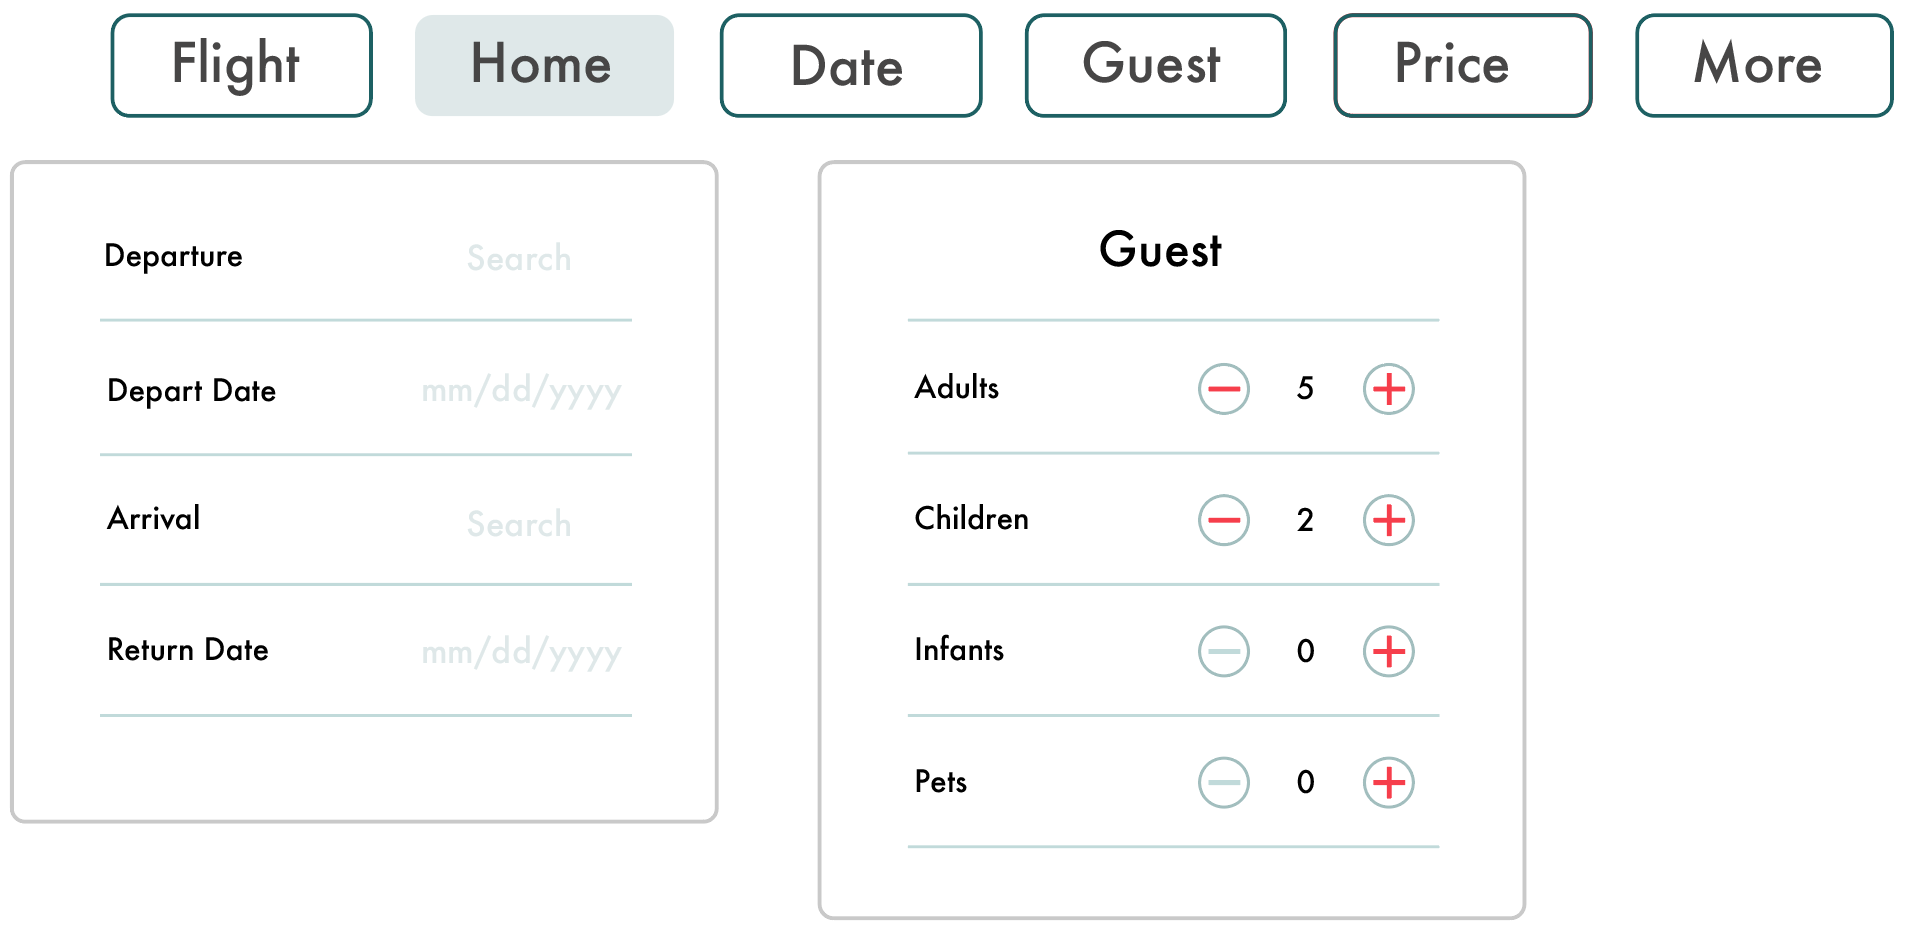 Flight Home Date Guest Price More
Departure Search
Depart Date mm/dd/yyyy
Arrival Search
Return Date mm/dd/yyyy
Guest
Adults 5
Children 2
Infants 0
Pets 0